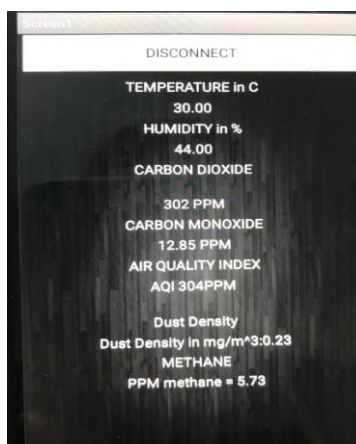 Screen1
DISCONNECT
TEMPERATURE in C
30.00
HUMIDITY in %
44.00
CARBON DIOXIDE
302 PPM
CARBON MONOXIDE
12.85 PPM
AIR QUALITY INDEX
AQI 304PPM
Dust Density
Dust Density in mg/m^3:0.23
METHANE
PPM methane = 5.73